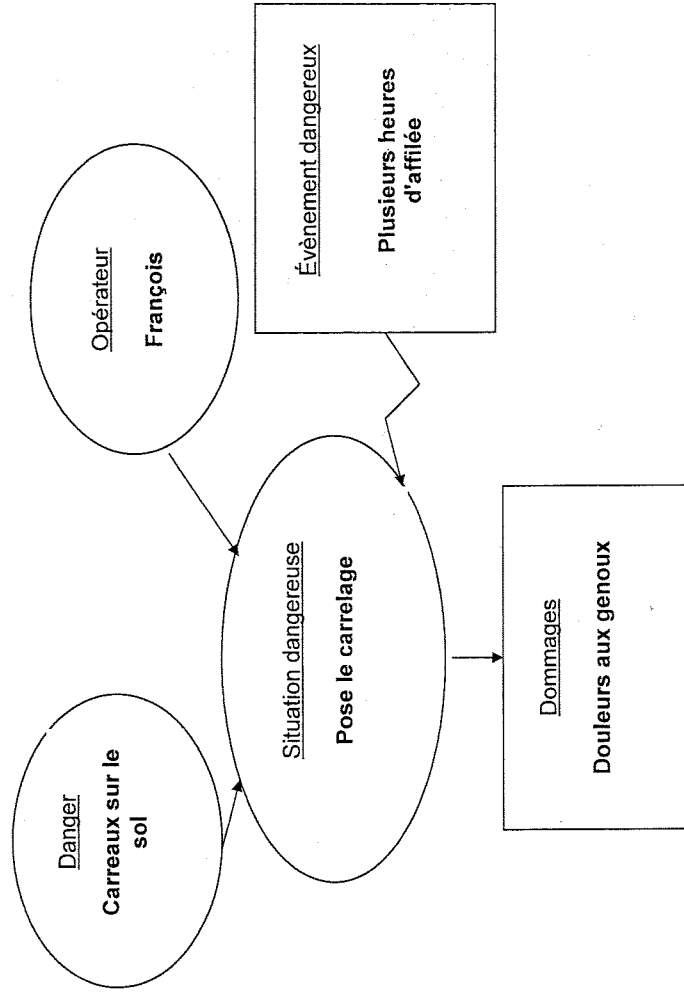 Danger
Carreaux sur le
sol
Opérateur
François
Situation dangereuse
Pose le carrelage
Évènement dangereux
Plusieurs heures
d'affilée
Dommages
Douleurs aux genoux